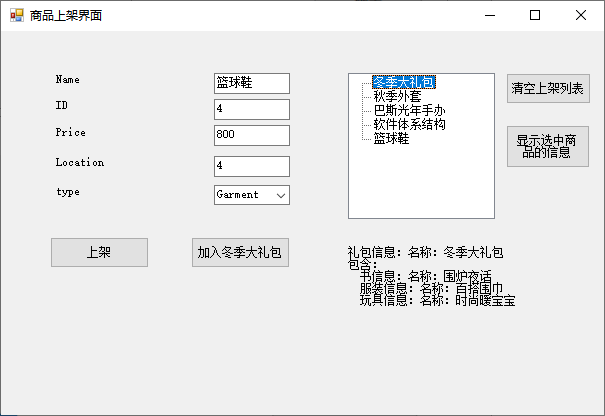 商品上架界面
Name
篮球鞋
ID
4
Price
800
Location
4
type
Garment
上架
加入冬季大礼包
冬季大礼包
秋季外套
巴斯光年手办
软件体系结构
篮球鞋
清空上架列表
显示选中商
品的信息
礼包信息: 名称: 冬季大礼包
包含:
书信息: 名称: 围炉夜话
服装信息: 名称: 百搭围巾
玩具信息: 名称: 时尚暖宝宝